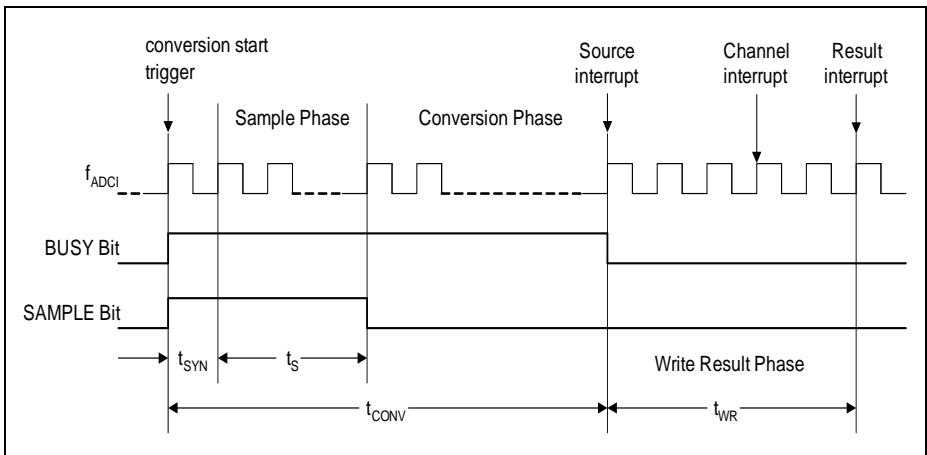 conversion start
trigger
Source
interrupt
Channel
interrupt
Result
interrupt
Sample Phase
Conversion Phase
fADCI
BUSY Bit
SAMPLE Bit
tSYN
tS
Write Result Phase
tCONV
tWR